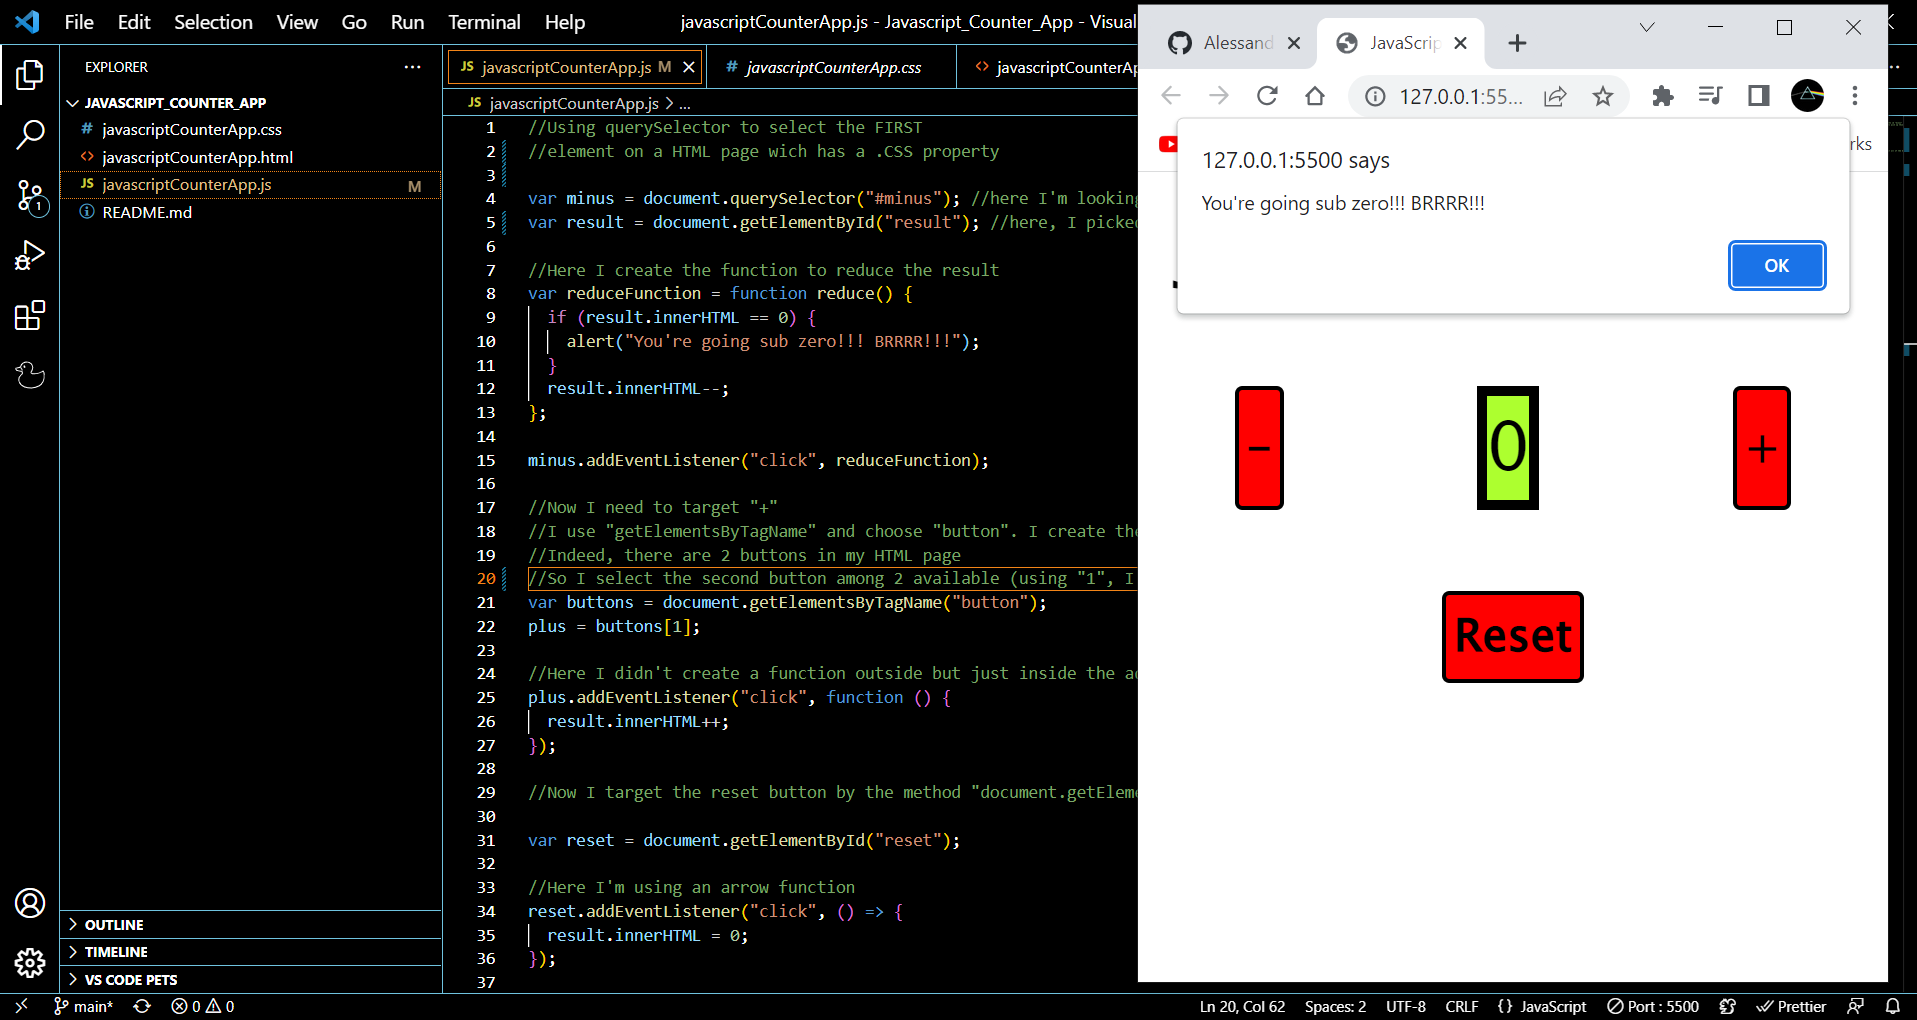 File Edit Selection View Go Run Terminal Help
javascriptCounterApp.js - Javascript_Counter_App - Visual
EXPLORER
JAVASCRIPT_COUNTER_APP
# javascriptCounterApp.css
<> javascriptCounterApp.html
JS javascriptCounterApp.js M
README.md
1
OUTLINE
TIMELINE
VS CODE PETS
JS javascriptCounterApp.js M
# javascriptCounterApp.css
<> javascriptCounterAp
JS javascriptCounterApp.js > ...
1 //Using querySelector to select the FIRST
2 //element on a HTML page wich has a .CSS property
3
4 var minus = document.querySelector("#minus"); //here I'm looking
5 var result = document.getElementById("result"); //here, I picked
6
7 //Here I create the function to reduce the result
8 var reduceFunction = function reduce() {
9 if (result.innerHTML == 0) {
10 alert("You're going sub zero!!! BRRRR!!!");
11 }
12 result.innerHTML--;
13 };
14
15 minus.addEventListener("click", reduceFunction);
16
17 //Now I need to target "+"
18 //I use "getElementsByTagName" and choose "button". I create the
19 //Indeed, there are 2 buttons in my HTML page
20 //So I select the second button among 2 available (using "1", I
21 var buttons = document.getElementsByTagName("button");
22 plus = buttons[1];
23
24 //Here I didn't create a function outside but just inside the ad
25 plus.addEventListener("click", function () {
26 result.innerHTML++;
27 });
28
29 //Now I target the reset button by the method "document.getEleme
30
31 var reset = document.getElementById("reset");
32
33 //Here I'm using an arrow function
34 reset.addEventListener("click", () => {
35 result.innerHTML = 0;
36 });
37
Alessand
JavaScrip
127.0.0.1:55...
rks
127.0.0.1:5500 says
You're going sub zero!!! BRRRR!!!
OK
- 0 +
Reset
main* 0 0
Ln 20, Col 62 Spaces: 2 UTF-8 CRLF {} JavaScript Port : 5500 Prettier